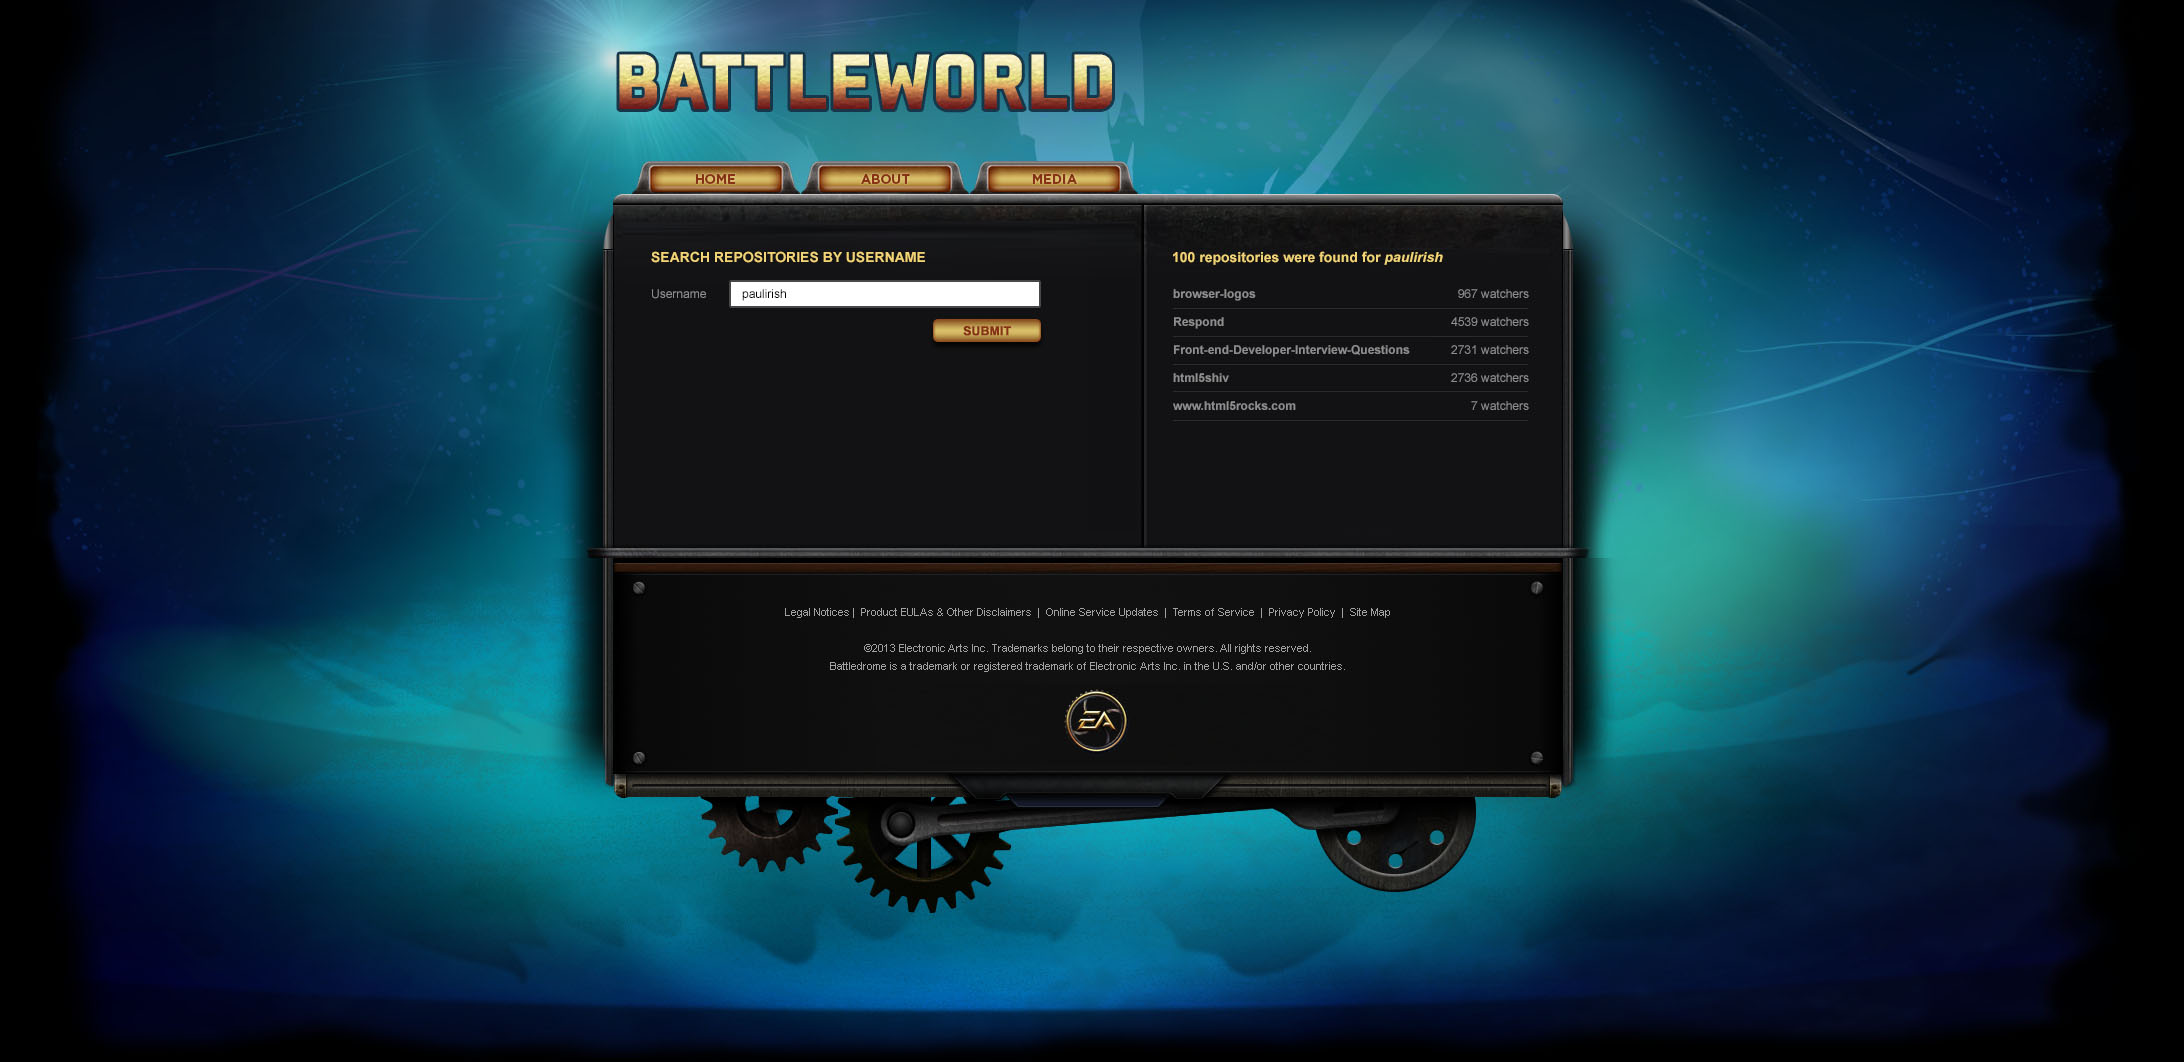 BATTLEWORLD
HOME ABOUT MEDIA
SEARCH REPOSITORIES BY USERNAME
Username paulirish
SUBMIT
100 repositories were found for paulirish
browser-logos 967 watchers
Respond 4539 watchers
Front-end-Developer-Interview-Questions 2731 watchers
html5shiv 2736 watchers
www.html5rocks.com 7 watchers
Legal Notices | Product EULAs & Other Disclaimers | Online Service Updates | Terms of Service | Privacy Policy | Site Map
©2013 Electronic Arts Inc. Trademarks belong to their respective owners. All rights reserved.
Battledrome is a trademark or registered trademark of Electronic Arts Inc. in the U.S. and/or other countries.
EA